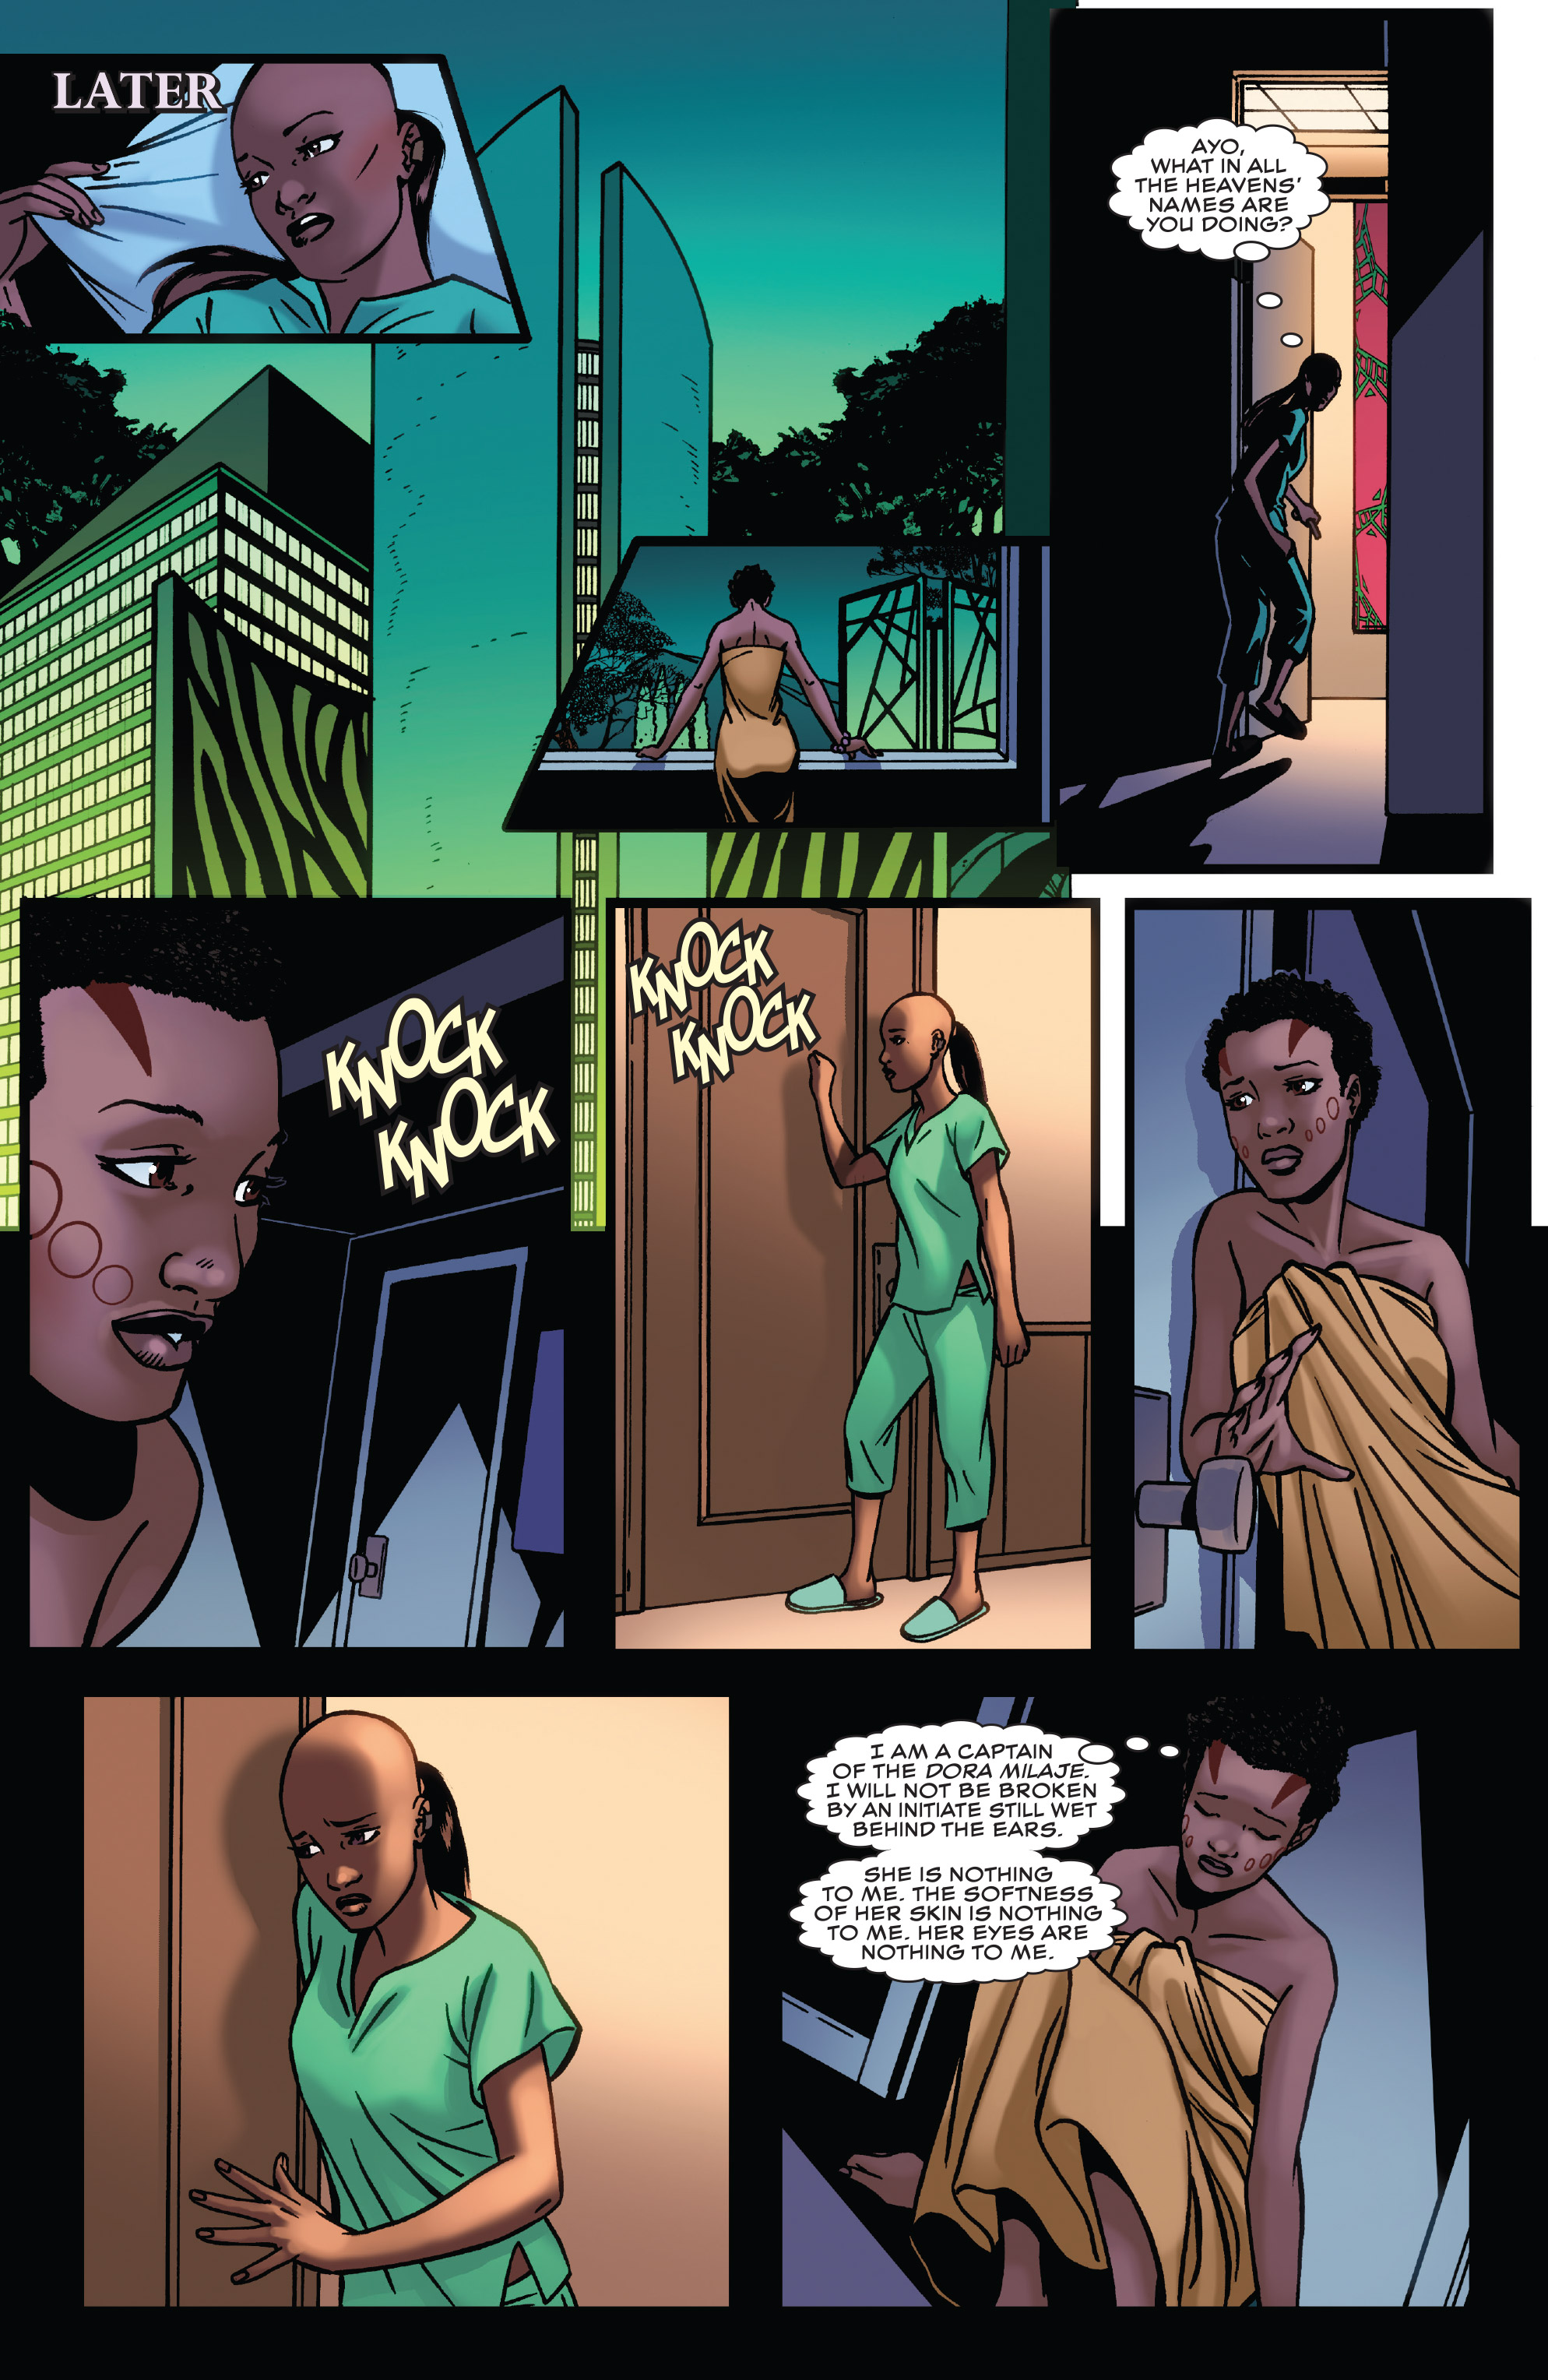 LATER
AYO,
WHAT IN ALL
THE HEAVENS'
NAMES ARE
YOU DOING?
KNOCK
KNOCK
KNOCK
KNOCK
I AM A CAPTAIN
OF THE DORA MILAJE.
I WILL NOT BE BROKEN
BY AN INITIATE STILL WET
BEHIND THE EARS.
SHE IS NOTHING
TO ME. THE SOFTNESS
OF HER SKIN IS NOTHING
TO ME. HER EYES ARE
NOTHING TO ME.